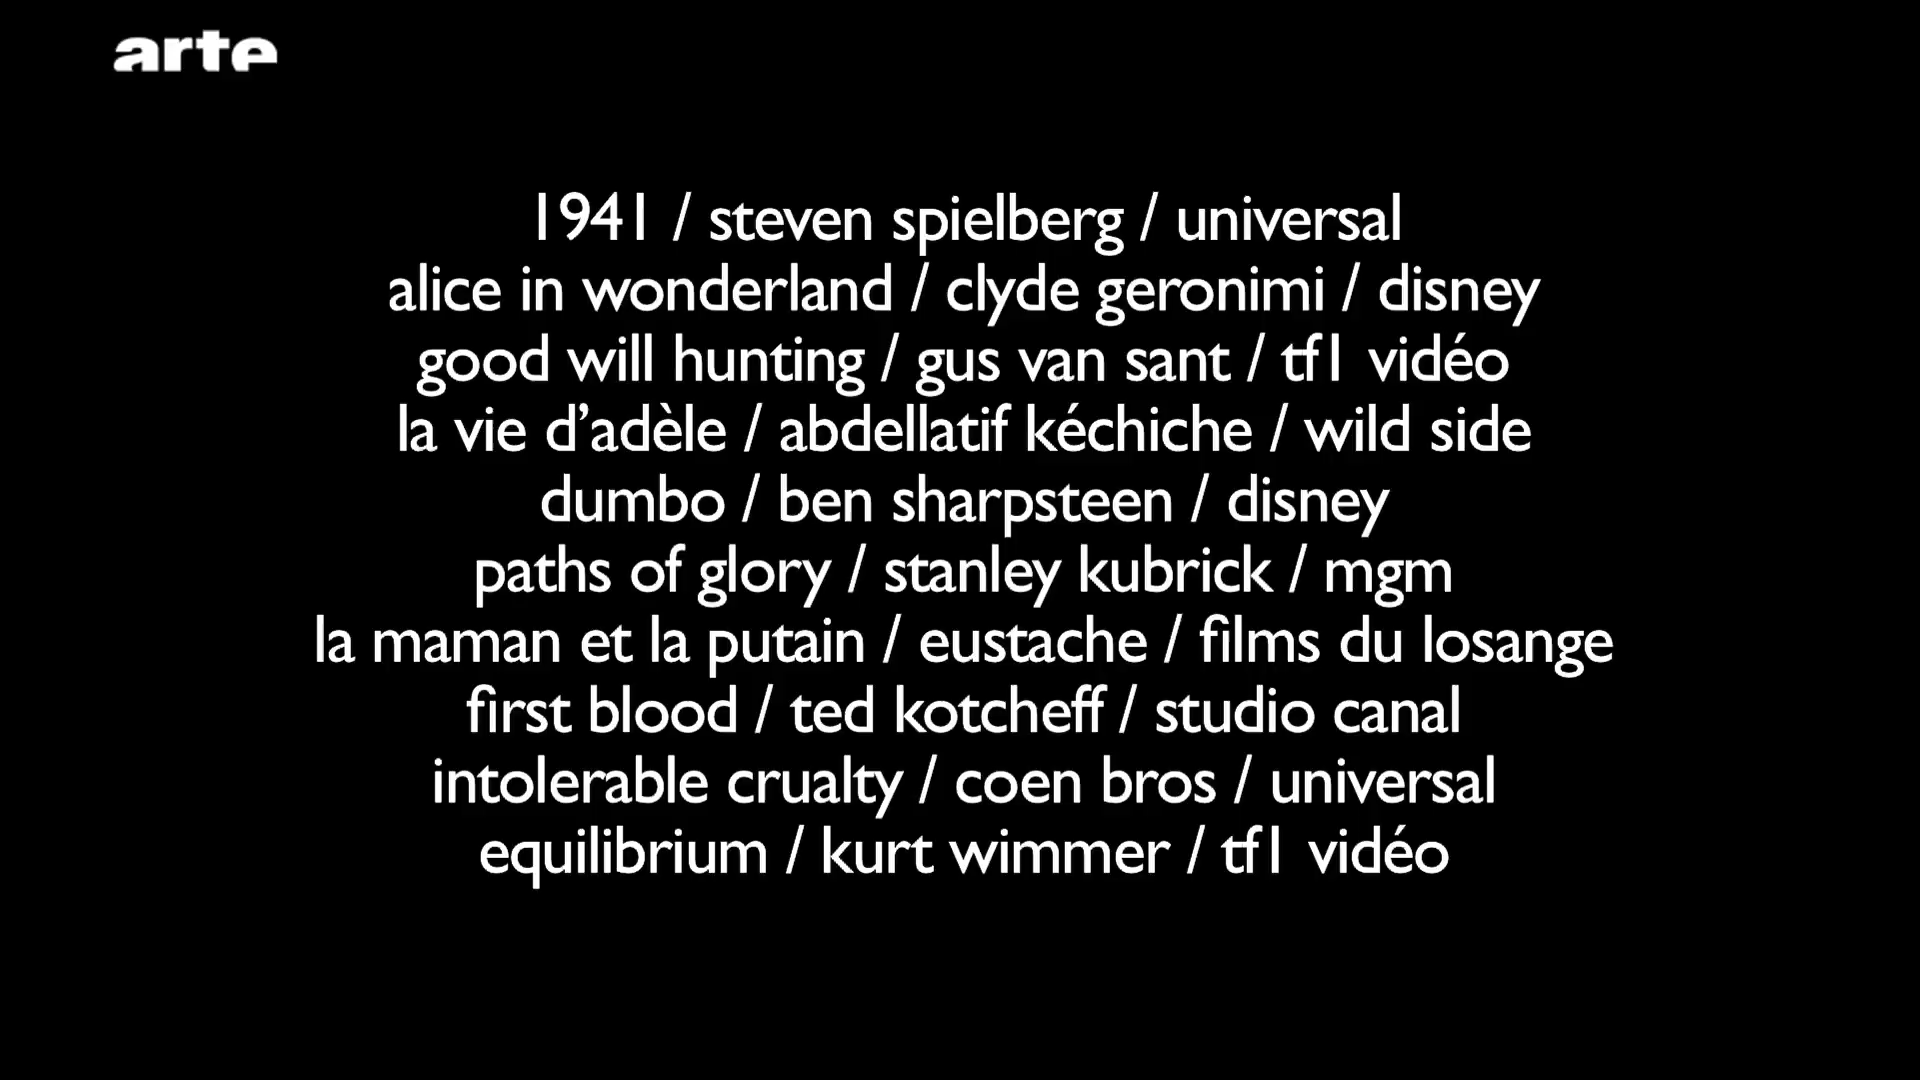 arte
1941 / steven spielberg / universal
alice in wonderland / clyde geronimi / disney
good will hunting / gus van sant / tf1 vidéo
la vie d’adèle / abdellatif kéchiche / wild side
dumbo / ben sharpsteen / disney
paths of glory / stanley kubrick / mgm
la maman et la putain / eustache / films du losange
first blood / ted kotcheff / studio canal
intolerable crualty / coen bros / universal
equilibrium / kurt wimmer / tf1 vidéo